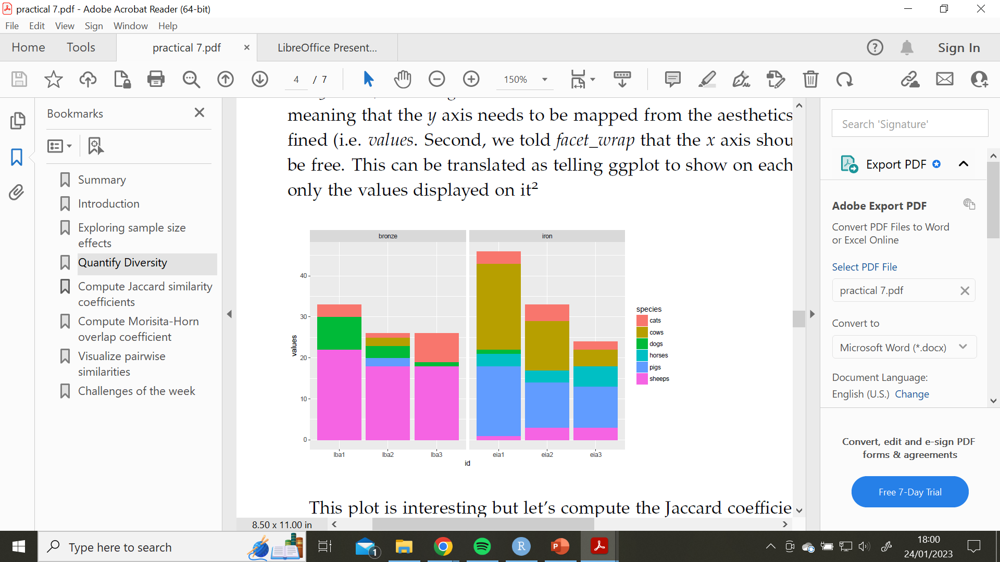 practical 7.pdf - Adobe Acrobat Reader (64-bit)
File Edit View Sign Window Help
Home Tools practical 7.pdf × LibreOffice Present... Sign In
4 / 7 150%
Bookmarks
Summary
Introduction
Exploring sample size
effects
Quantify Diversity
Compute Jaccard similarity
coefficients
Compute Morisita-Horn
overlap coefficient
Visualize pairwise
similarities
Challenges of the week
meaning that the y axis needs to be mapped from the aesthetics
fined (i.e. values. Second, we told facet_wrap that the x axis shou
be free. This can be translated as telling ggplot to show on each
only the values displayed on it²
bronze iron
values
40
30
20
10
0
lba1 lba2 lba3 eia1 eia2 eia3
id
species
cats
cows
dogs
horses
pigs
sheeps
This plot is interesting but let's compute the Jaccard coefficie
8.50 x 11.00 in
Search 'Signature'
Export PDF
Adobe Export PDF
Convert PDF Files to Word
or Excel Online
Select PDF File
practical 7.pdf
Convert to
Microsoft Word (*.docx)
Document Language:
English (U.S.) Change
Convert, edit and e-sign PDF
forms & agreements
Free 7-Day Trial
Type here to search
1
R
P
18:00
24/01/2023